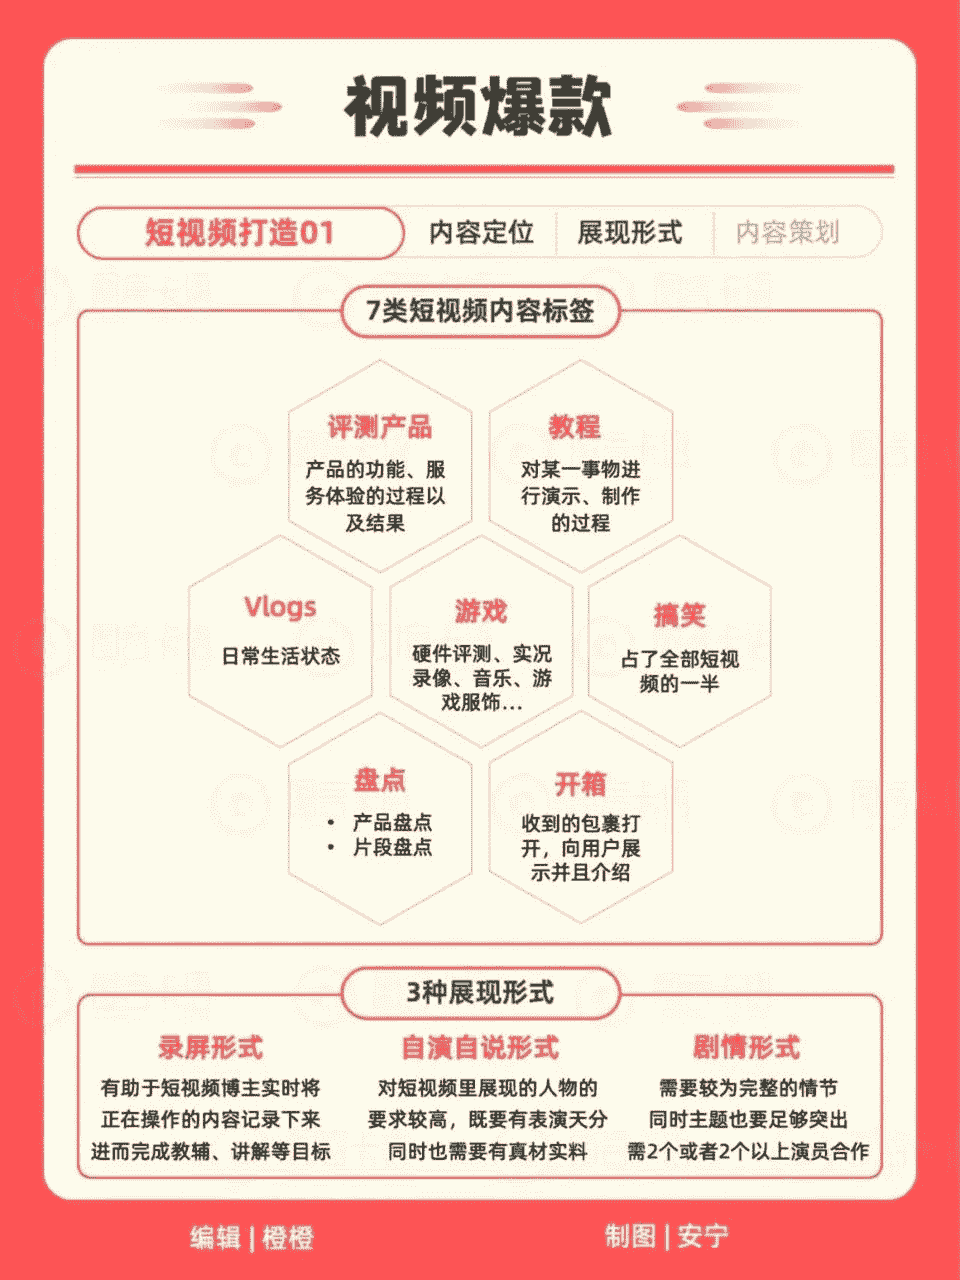 视频爆款
短视频打造01
内容定位
展现形式
内容策划
7类短视频内容标签
评测产品
产品的功能、服
务体验的过程以
及结果
教程
对某一事物进
行演示、制作
的过程
Vlogs
日常生活状态
游戏
硬件评测、实况
录像、音乐、游
戏服饰...
搞笑
占了全部短视
频的一半
盘点
• 产品盘点
• 片段盘点
开箱
收到的包裹打
开，向用户展
示并且介绍
3种展现形式
录屏形式
有助于短视频博主实时将
正在操作的内容记录下来
进而完成教辅、讲解等目标
自演自说形式
对短视频里展现的人物的
要求较高，既要有表演天分
同时也需要有真材实料
剧情形式
需要较为完整的情节
同时主题也要足够突出
需2个或者2个以上演员合作
编辑 | 橙橙
制图 | 安宁